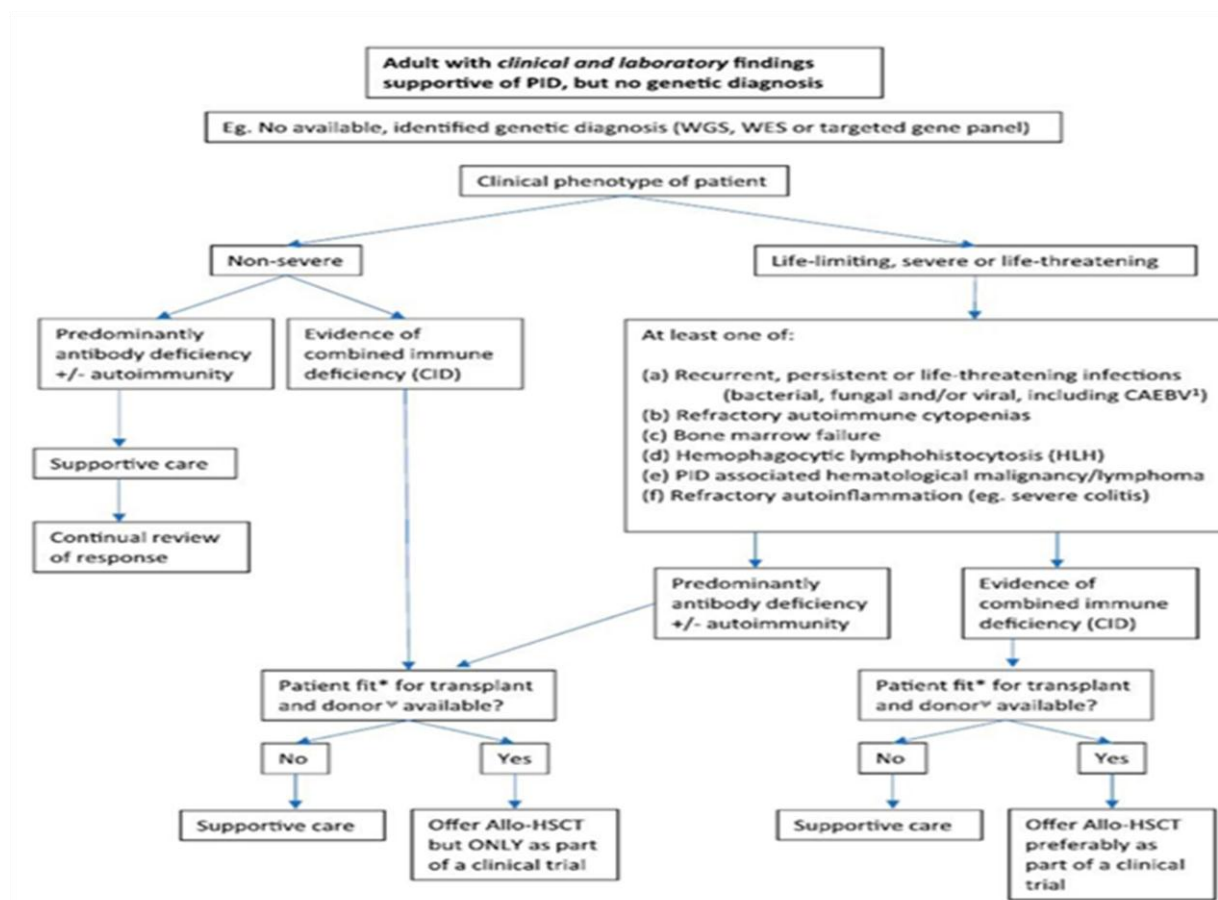 Adult with clinical and laboratory findings
supportive of PID, but no genetic diagnosis
Eg. No available, identified genetic diagnosis (WGS, WES or targeted gene panel)
Clinical phenotype of patient
Non-severe
Life-limiting, severe or life-threatening
Predominantly
antibody deficiency
+/- autoimmunity
Evidence of
combined immune
deficiency (CID)
At least one of:
(a) Recurrent, persistent or life-threatening infections
(bacterial, fungal and/or viral, including CAEBV¹)
(b) Refractory autoimmune cytopenias
(c) Bone marrow failure
(d) Hemophagocytic lymphohistocytosis (HLH)
(e) PID associated hematological malignancy/lymphoma
(f) Refractory autoinflammation (eg. severe colitis)
Supportive care
Continual review
of response
Predominantly
antibody deficiency
+/- autoimmunity
Evidence of
combined immune
deficiency (CID)
Patient fit* for transplant
and donorᵠ available?
Patient fit* for transplant
and donorᵠ available?
No
Yes
No
Yes
Supportive care
Offer Allo-HSCT
but ONLY as part
of a clinical trial
Supportive care
Offer Allo-HSCT
preferably as
part of a clinical
trial